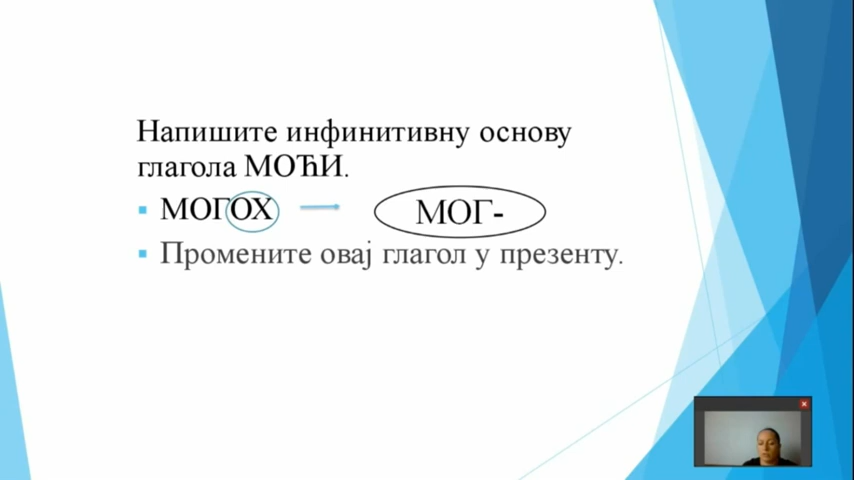 Напишите инфинитивну основу
глагола МОЋИ.
МОГОХ МОГ-
Промените овај глагол у презенту.